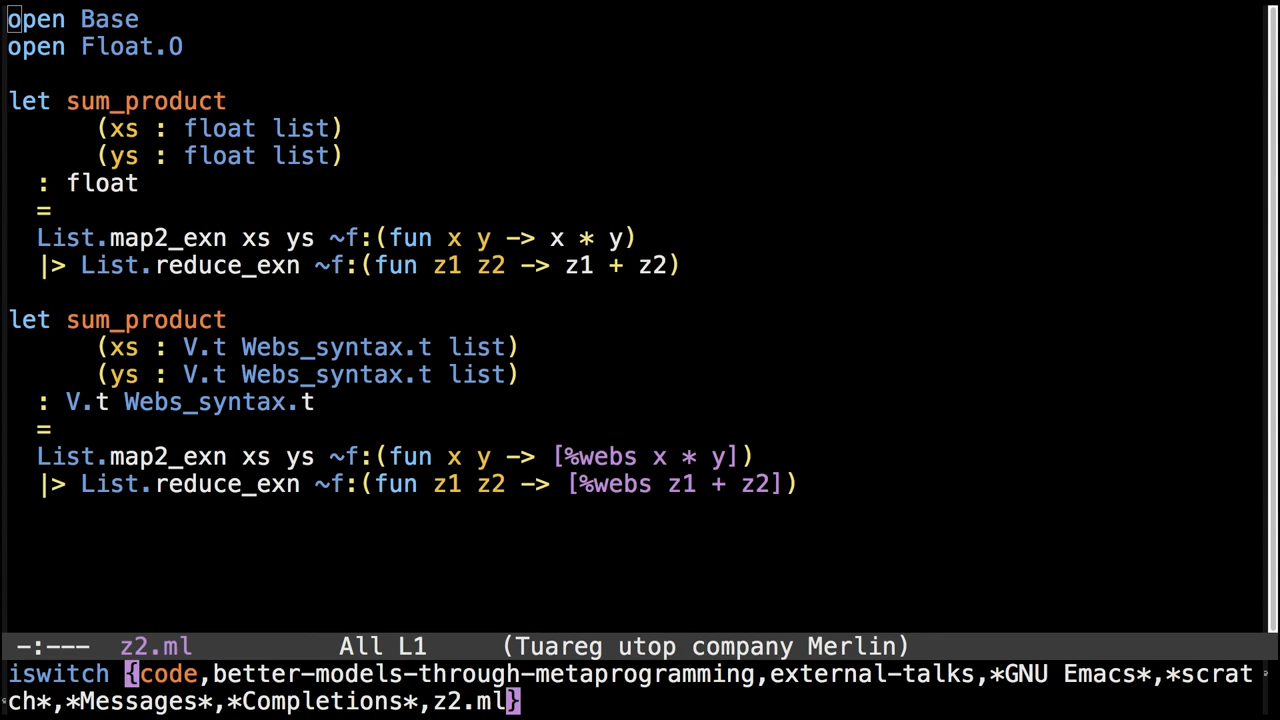 open Base
open Float.O
let sum_product
(xs : float list)
(ys : float list)
: float
=
List.map2_exn xs ys ~f:(fun x y -> x * y)
|> List.reduce_exn ~f:(fun z1 z2 -> z1 + z2)
let sum_product
(xs : V.t Webs_syntax.t list)
(ys : V.t Webs_syntax.t list)
: V.t Webs_syntax.t
=
List.map2_exn xs ys ~f:(fun x y -> [%webs x * y])
|> List.reduce_exn ~f:(fun z1 z2 -> [%webs z1 + z2])
-:--- z2.ml All L1 (Tuareg utop company Merlin)
iswitch {code,better-models-through-metaprogramming,external-talks,*GNU Emacs*,*scrat
ch*,*Messages*,*Completions*,z2.ml}